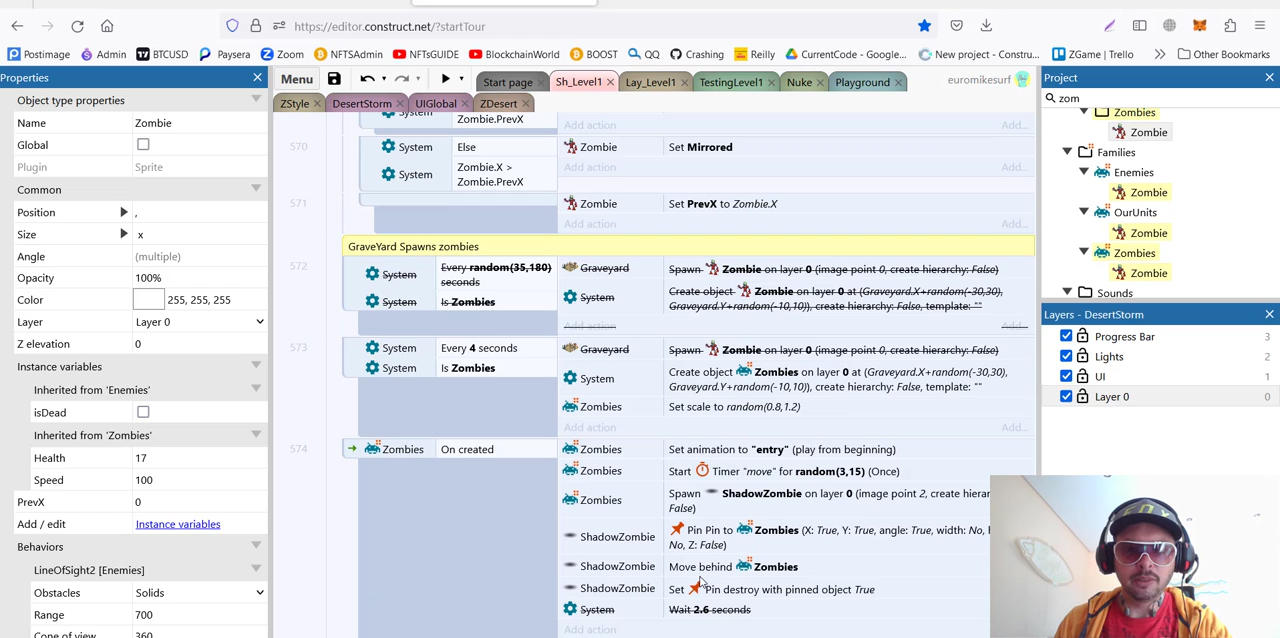 https://editor.construct.net/?startTour
Postimage Admin BTCUSD Paysera Zoom NFTSAdmin NFTsGUIDE BlockchainWorld BOOST QQ Crashing Reilly CurrentCode - Google... New project - Constru... ZGame | Trello Other Bookmarks
Properties
Menu
Start page Sh_Level1 Lay_Level1 TestingLevel1 Nuke Playground
euromikesurf
ZStyle DesertStorm UIGlobal ZDesert
Object type properties
Name Zombie
Global
Plugin Sprite
Common
Position ,
Size x
Angle (multiple)
Opacity 100%
Color 255, 255, 255
Layer Layer 0
Z elevation 0
Instance variables
Inherited from 'Enemies'
isDead
Inherited from 'Zombies'
Health 17
Speed 100
PrevX 0
Add / edit Instance variables
Behaviors
LineOfSight2 [Enemies]
Obstacles Solids
Range 700
Cone of view 360
System Zombie.PrevX
Add action Add...
570 System Else Zombie Set Mirrored
Add action Add...
System Zombie.X >
Zombie.PrevX
571 Zombie Set PrevX to Zombie.X
Add action Add...
GraveYard Spawns zombies
572 System Every random(35,180)
seconds
System Is Zombies
Graveyard Spawn Zombie on layer 0 (image point 0, create hierarchy: False)
System Create object Zombie on layer 0 at (Graveyard.X+random(-30,30),
Graveyard.Y+random(-10,10)), create hierarchy: False, template: ""
Add action Add...
573 System Every 4 seconds
System Is Zombies
Graveyard Spawn Zombie on layer 0 (image point 0, create hierarchy: False)
System Create object Zombies on layer 0 at (Graveyard.X+random(-30,30),
Graveyard.Y+random(-10,10)), create hierarchy: False, template: ""
Zombies Set scale to random(0.8,1.2)
Add action Add...
574 Zombies On created
Zombies Set animation to "entry" (play from beginning)
Zombies Start Timer "move" for random(3,15) (Once)
Zombies Spawn ShadowZombie on layer 0 (image point 2, create hierar
False)
ShadowZombie Pin Pin to Zombies (X: True, Y: True, angle: True, width: No, h
No, Z: False)
ShadowZombie Move behind Zombies
ShadowZombie Set Pin destroy with pinned object True
System Wait 2.6 seconds
Add action
Project
zom
Zombies
Zombie
Families
Enemies
Zombie
OurUnits
Zombie
Zombies
Zombie
Sounds
Layers - DesertStorm
Progress Bar 3
Lights 2
UI 1
Layer 0 0